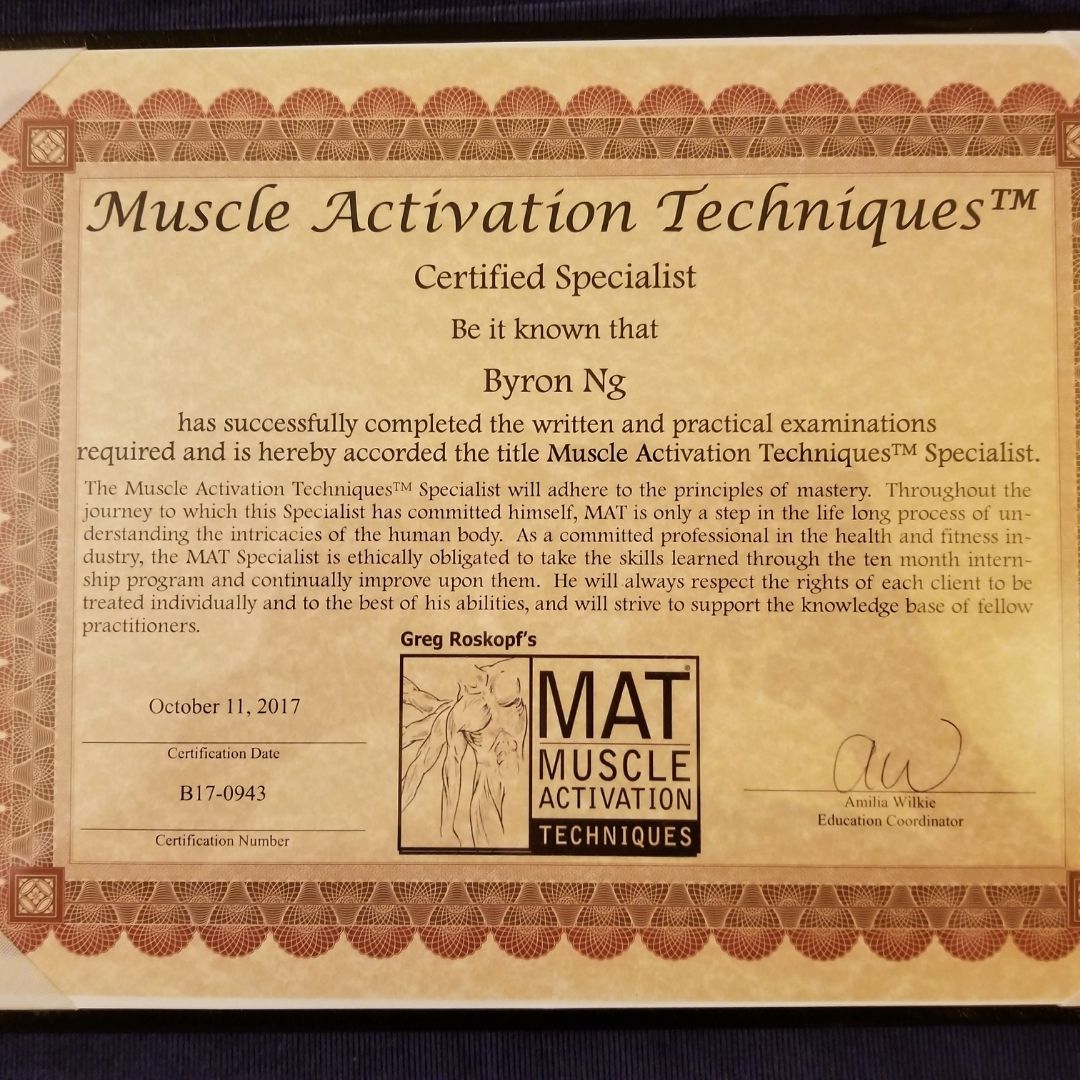 Muscle Activation Techniques™
Certified Specialist
Be it known that
Byron Ng
has successfully completed the written and practical examinations
required and is hereby accorded the title Muscle Activation Techniques™ Specialist.
The Muscle Activation Techniques™ Specialist will adhere to the principles of mastery. Throughout the
journey to which this Specialist has committed himself, MAT is only a step in the life long process of un-
derstanding the intricacies of the human body. As a committed professional in the health and fitness in-
dustry, the MAT Specialist is ethically obligated to take the skills learned through the ten month intern-
ship program and continually improve upon them. He will always respect the rights of each client to be
treated individually and to the best of his abilities, and will strive to support the knowledge base of fellow
practitioners.
Greg Roskopf's
MAT®
MUSCLE
ACTIVATION
TECHNIQUES
October 11, 2017
Certification Date
B17-0943
Certification Number
aw
Amilia Wilkie
Education Coordinator